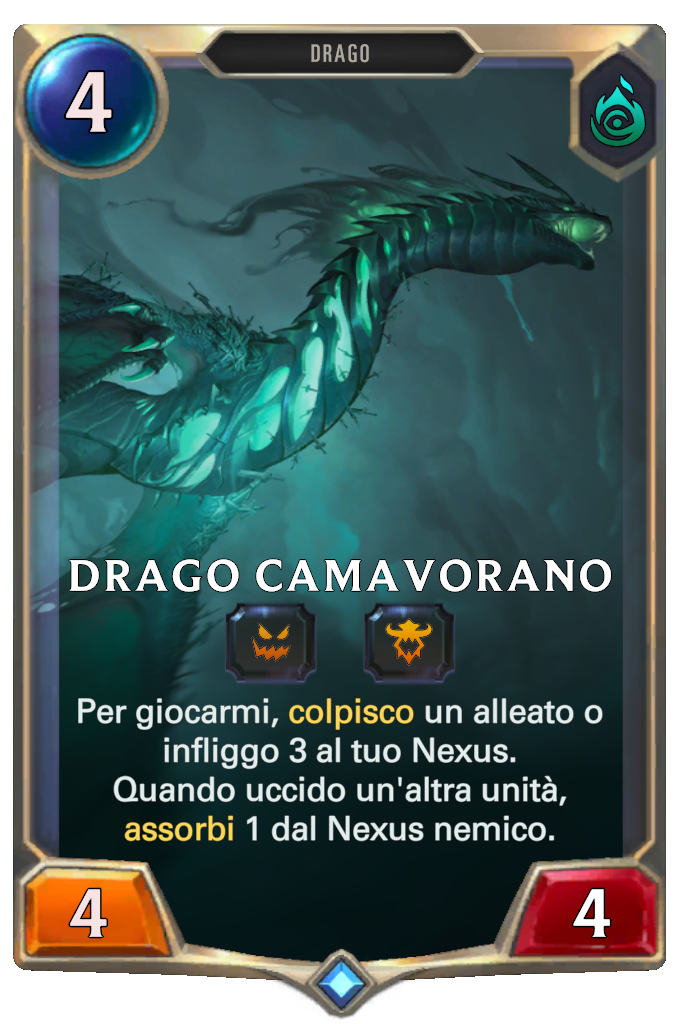 4
DRAGO
DRAGO CAMAVORANO
Per giocarmi, colpisco un alleato o
infliggo 3 al tuo Nexus.
Quando uccido un'altra unità,
assorbi 1 dal Nexus nemico.
4
4